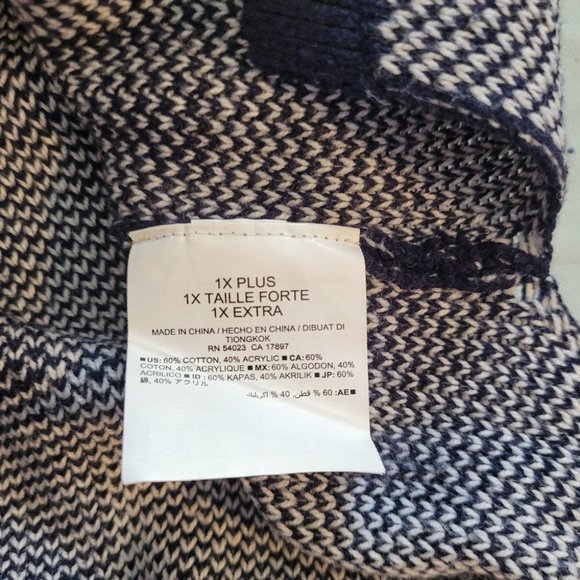 1X PLUS
1X TAILLE FORTE
1X EXTRA
MADE IN CHINA / HECHO EN CHINA / DIBUAT DI
TIONGKOK
RN 54023 CA 17897
■ US: 60% COTTON, 40% ACRYLIC ■ CA: 60%
COTTON, 40% ACRYLIQUE ■ MX: 60% ALGODON, 40%
ACRILICO ■ ID : 60% KAPAS, 40% AKRILIK ■ JP: 60%
綿, 40% アクリル
■ AE: 60 % قطن, 40 % اكريليك